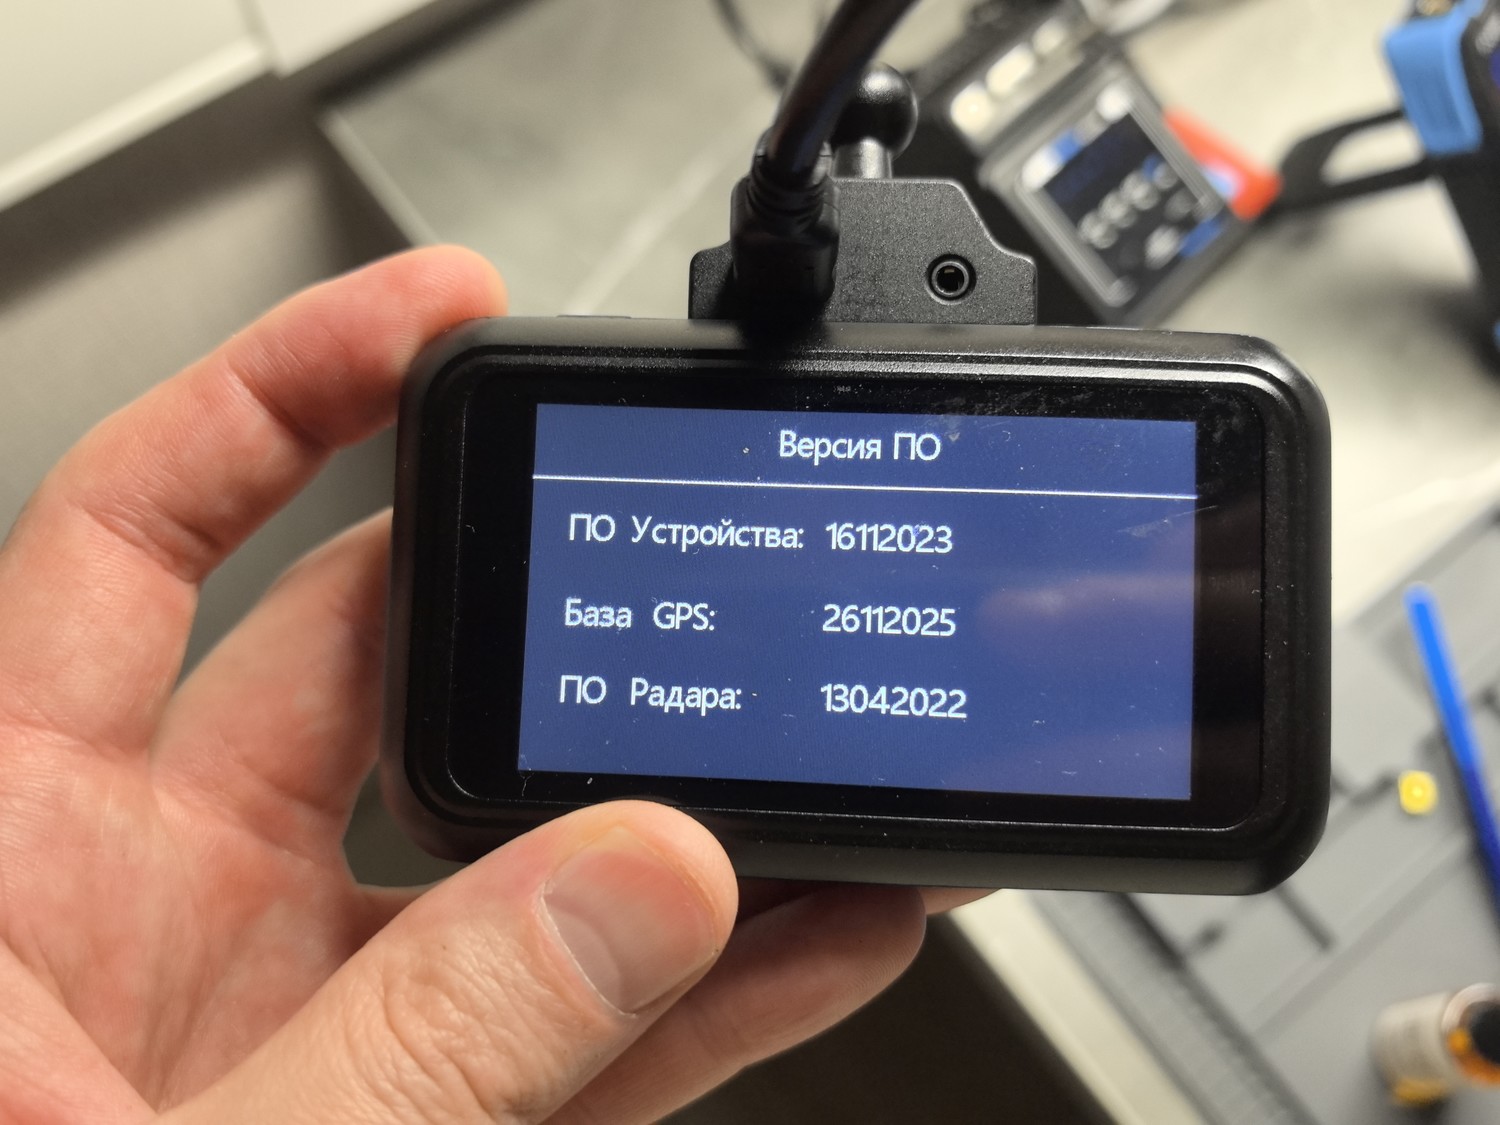 Версия ПО
ПО Устройства: 16112023
База GPS: 26112025
ПО Радара: 13042022